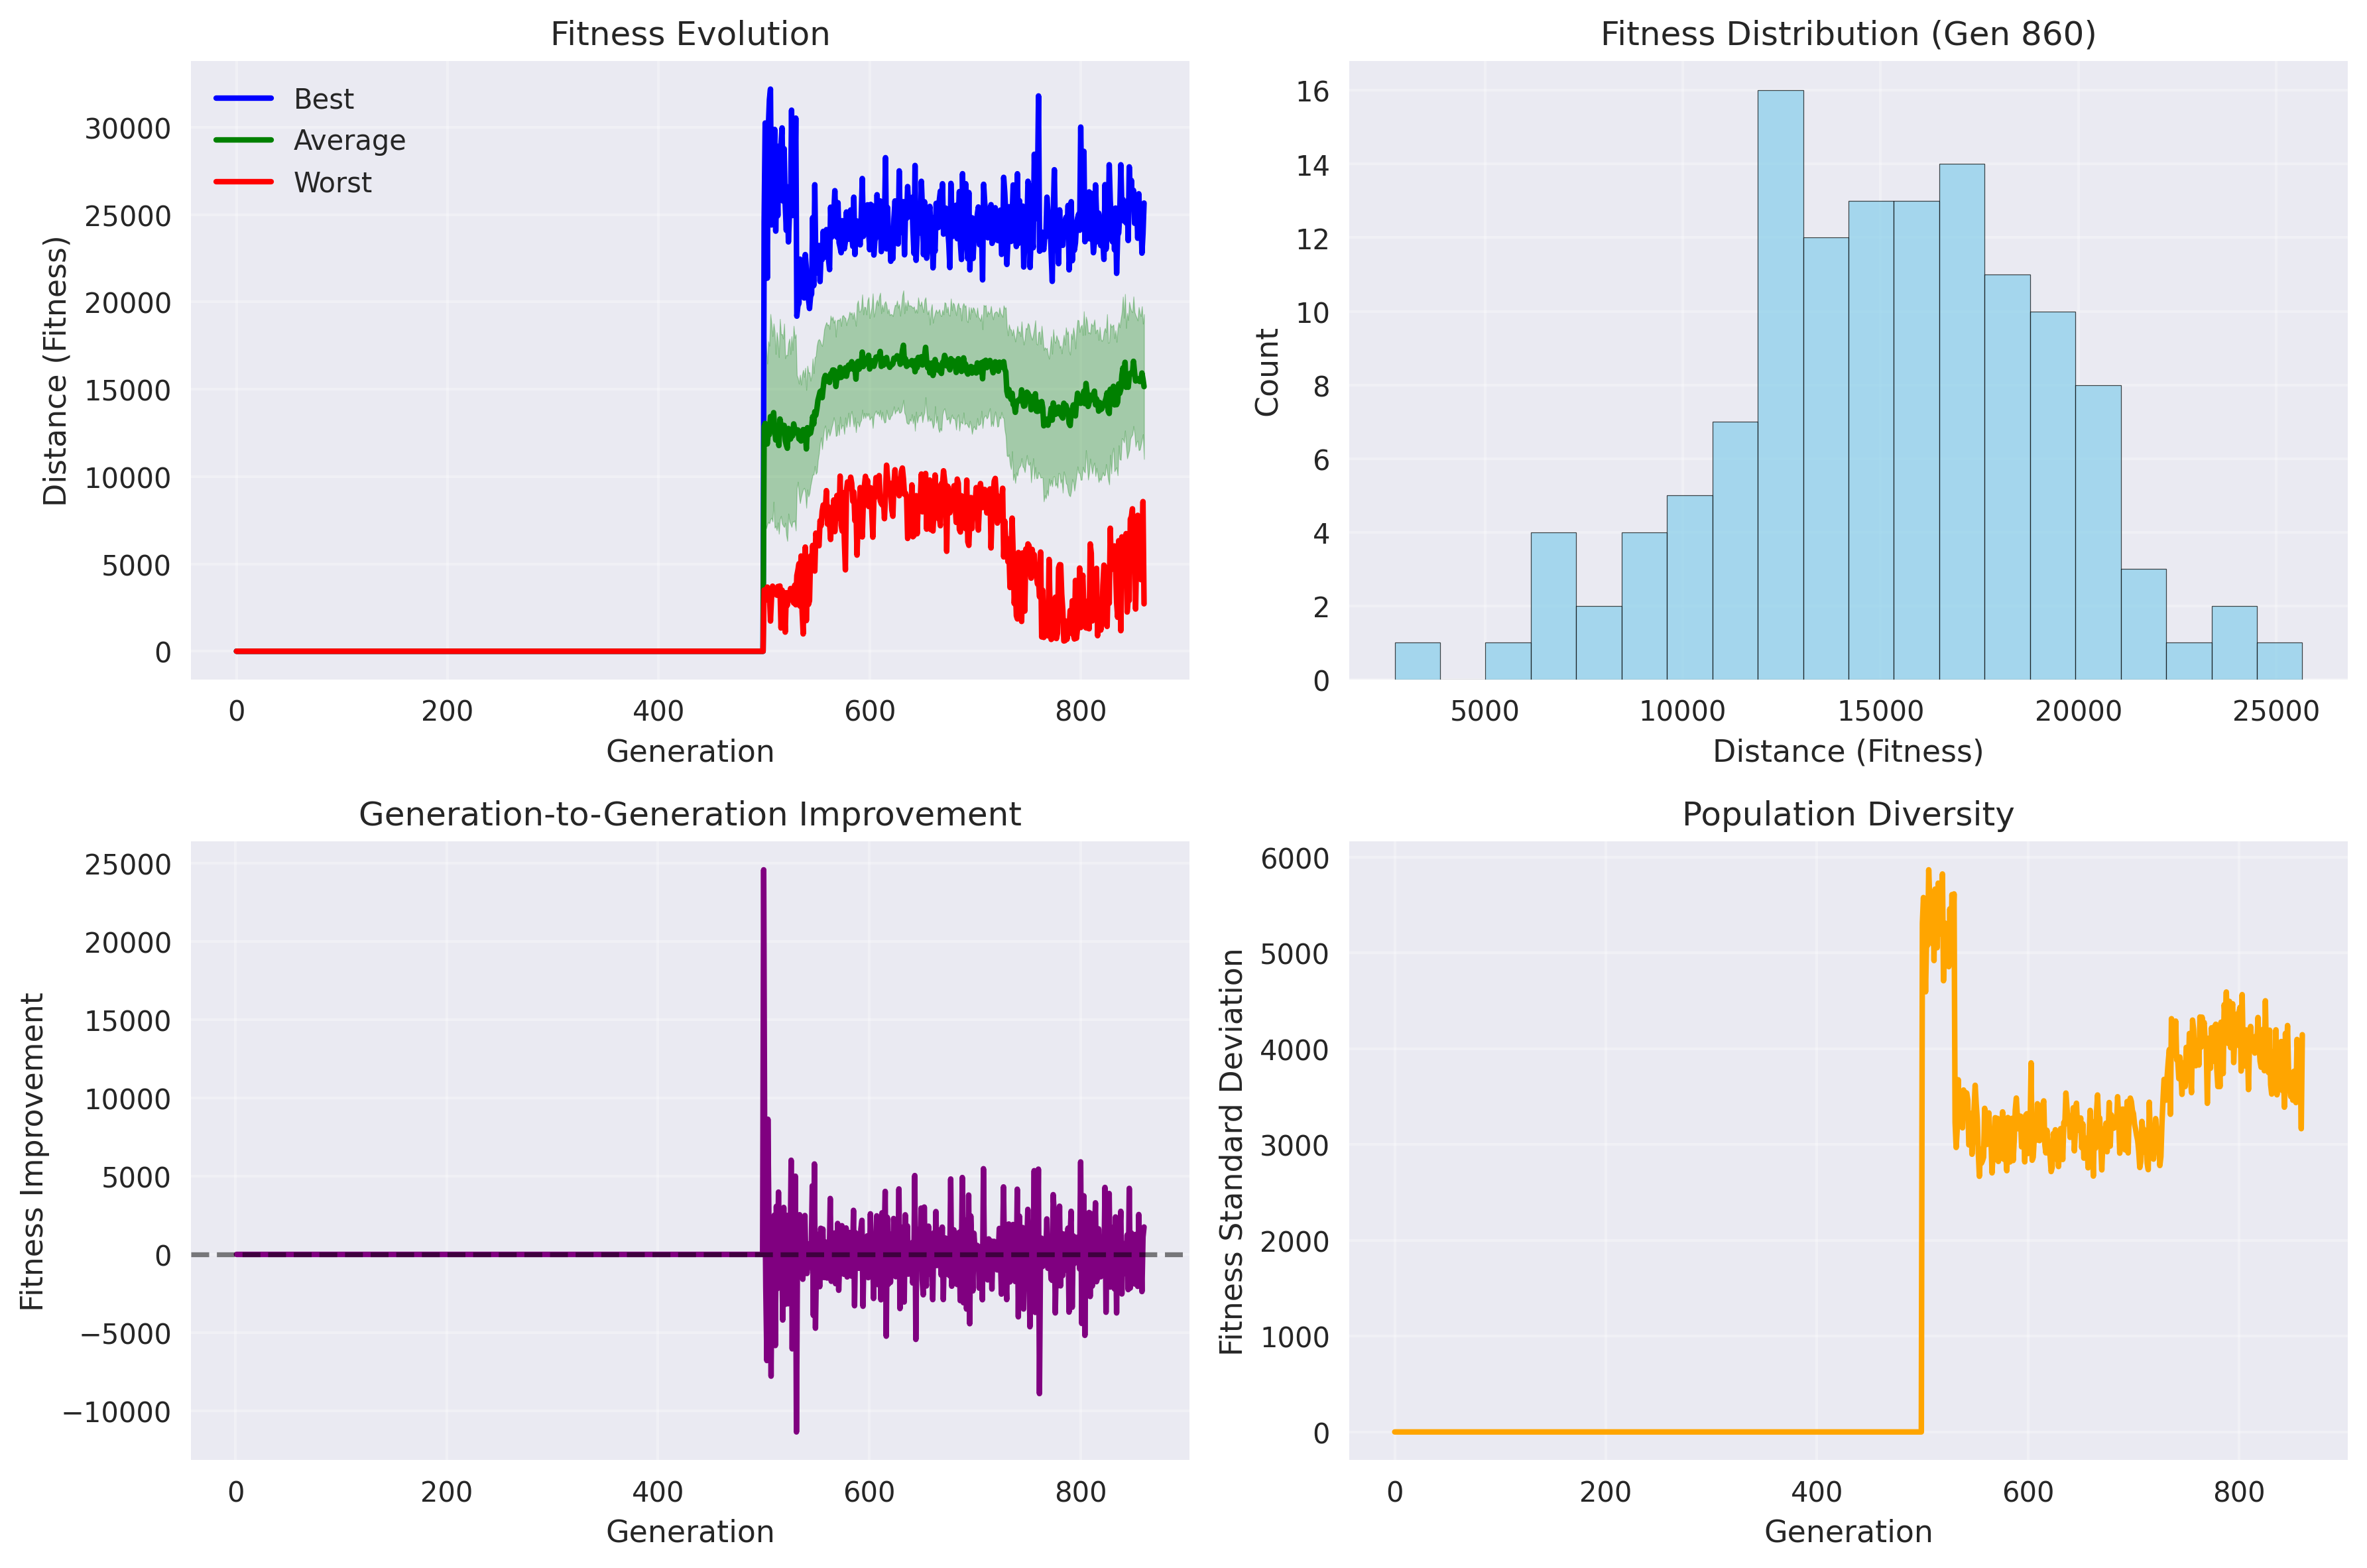 Fitness Evolution
Best
Average
Worst
Distance (Fitness)
30000
25000
20000
15000
10000
5000
0
0 200 400 600 800
Generation
Fitness Distribution (Gen 860)
Count
16
14
12
10
8
6
4
2
0
5000 10000 15000 20000 25000
Distance (Fitness)
Generation-to-Generation Improvement
Fitness Improvement
25000
20000
15000
10000
5000
0
−5000
−10000
0 200 400 600 800
Generation
Population Diversity
Fitness Standard Deviation
6000
5000
4000
3000
2000
1000
0
0 200 400 600 800
Generation